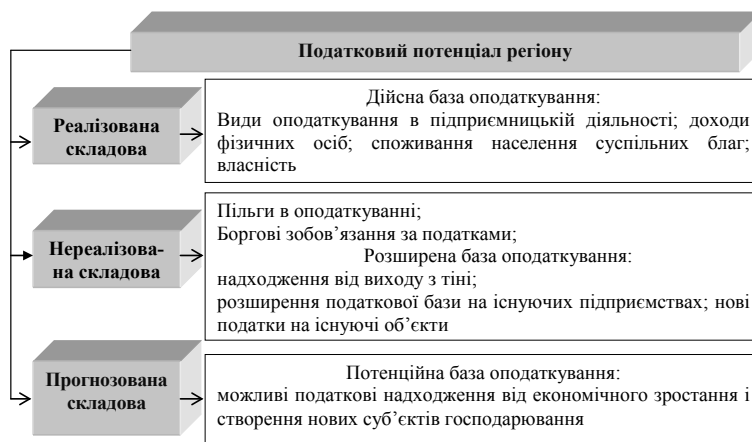 Податковий потенціал регіону
Реалізована
складова
Дійсна база оподаткування:
Види оподаткування в підприємницькій діяльності; доходи
фізичних осіб; споживання населення суспільних благ;
власність
Нереалізова-
на складова
Пільги в оподаткуванні;
Боргові зобов’язання за податками;
Розширена база оподаткування:
надходження від виходу з тіні;
розширення податкової бази на існуючих підприємствах; нові
податки на існуючі об’єкти
Прогнозована
складова
Потенційна база оподаткування:
можливі податкові надходження від економічного зростання і
створення нових суб’єктів господарювання